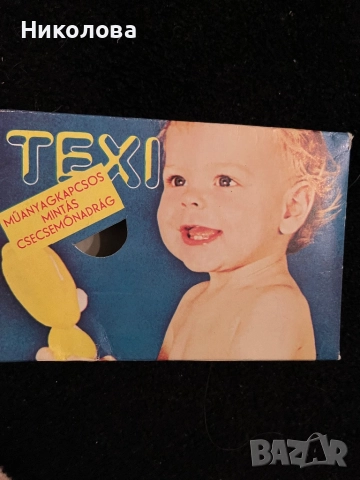 Николова
TEXI
MŰANYAGKAPCSOS
MINTÁS
CSECSEMŐNADRÁG
BAZAR